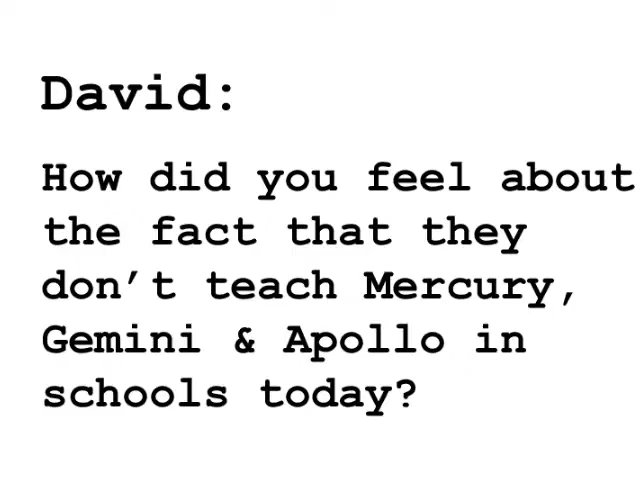 David:
How did you feel about
the fact that they
don’t teach Mercury,
Gemini & Apollo in
schools today?